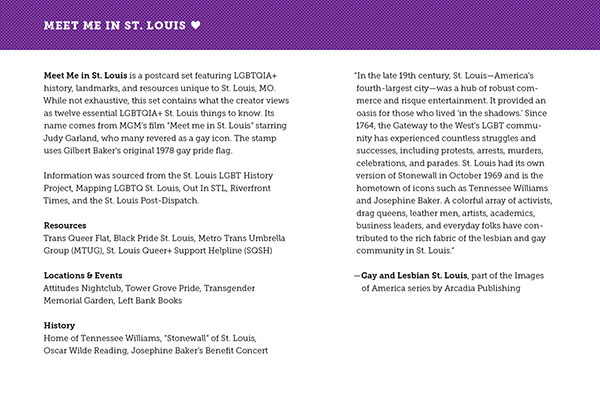 MEET ME IN ST. LOUIS ♥
Meet Me in St. Louis is a postcard set featuring LGBTQIA+
history, landmarks, and resources unique to St. Louis, MO.
While not exhaustive, this set contains what the creator views
as twelve essential LGBTQIA+ St. Louis things to know. Its
name comes from MGM's film "Meet me in St. Louis" starring
Judy Garland, who many revered as a gay icon. The stamp
uses Gilbert Baker's original 1978 gay pride flag.
Information was sourced from the St. Louis LGBT History
Project, Mapping LGBTQ St. Louis, Out In STL, Riverfront
Times, and the St. Louis Post-Dispatch.
Resources
Trans Queer Flat, Black Pride St. Louis, Metro Trans Umbrella
Group (MTUG), St. Louis Queer+ Support Helpline (SQSH)
Locations & Events
Attitudes Nightclub, Tower Grove Pride, Transgender
Memorial Garden, Left Bank Books
History
Home of Tennessee Williams, "Stonewall" of St. Louis,
Oscar Wilde Reading, Josephine Baker's Benefit Concert
"In the late 19th century, St. Louis—America's
fourth-largest city—was a hub of robust com-
merce and risque entertainment. It provided an
oasis for those who lived 'in the shadows.' Since
1764, the Gateway to the West's LGBT commu-
nity has experienced countless struggles and
successes, including protests, arrests, murders,
celebrations, and parades. St. Louis had its own
version of Stonewall in October 1969 and is the
hometown of icons such as Tennessee Williams
and Josephine Baker. A colorful array of activists,
drag queens, leather men, artists, academics,
business leaders, and everyday folks have con-
tributed to the rich fabric of the lesbian and gay
community in St. Louis."
—Gay and Lesbian St. Louis, part of the Images
of America series by Arcadia Publishing